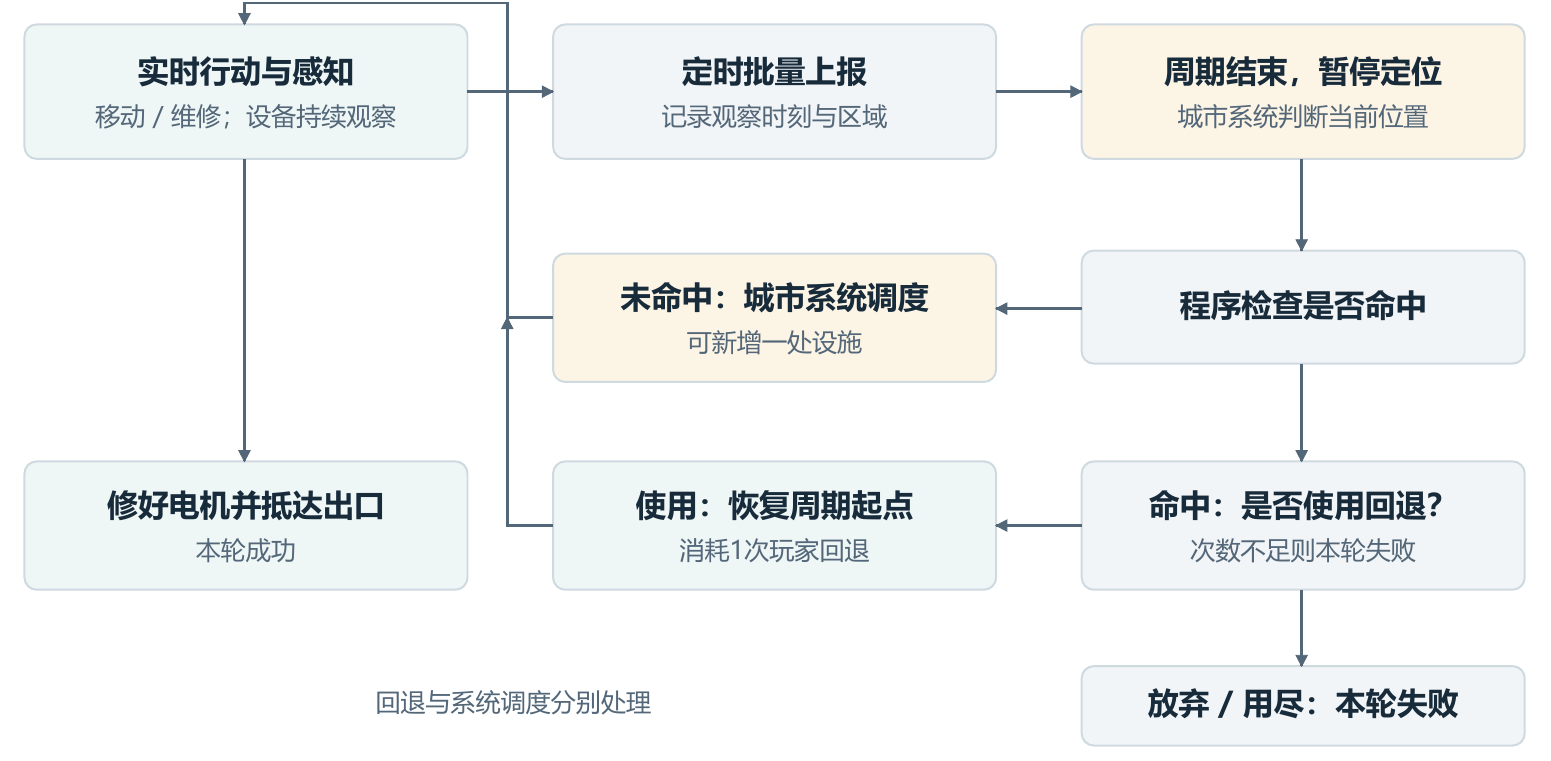 实时行动与感知
移动 / 维修；设备持续观察
定时批量上报
记录观察时刻与区域
周期结束，暂停定位
城市系统判断当前位置
未命中：城市系统调度
可新增一处设施
程序检查是否命中
修好电机并抵达出口
本轮成功
使用：恢复周期起点
消耗1次玩家回退
命中：是否使用回退？
次数不足则本轮失败
回退与系统调度分别处理
放弃 / 用尽：本轮失败